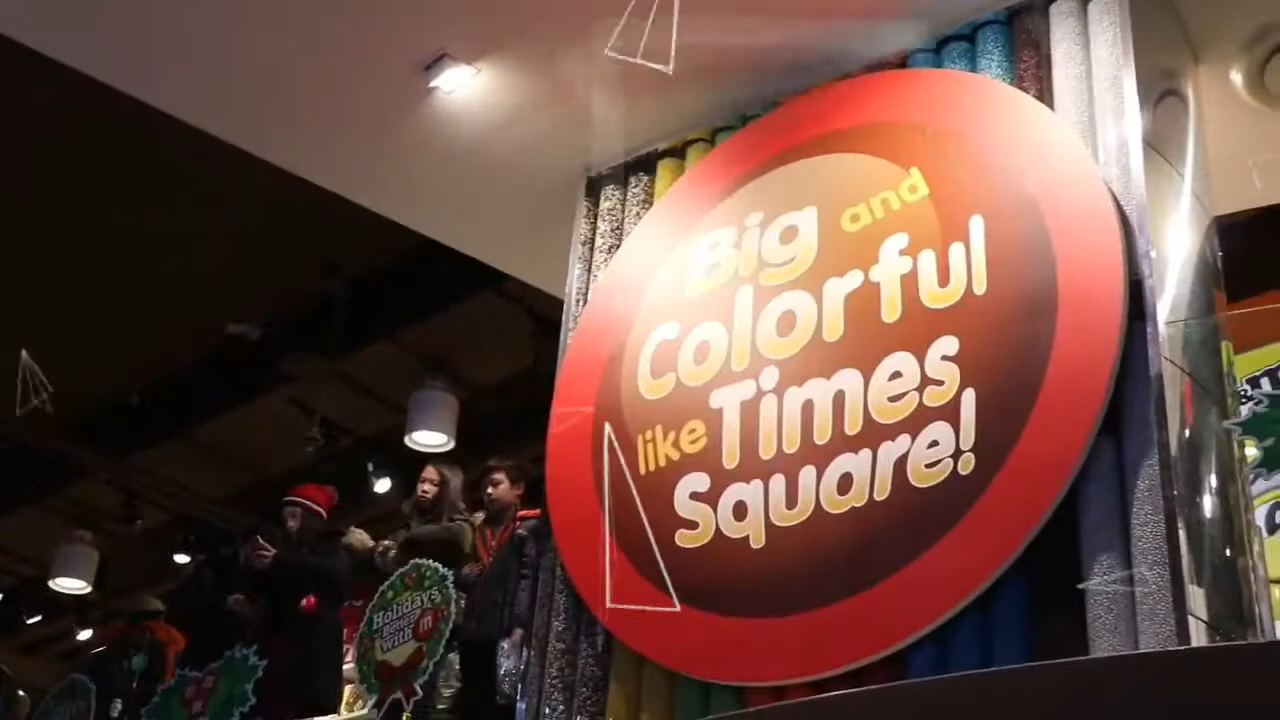 Big and
Colorful
like Times
Square!
Holidays
Better
with m